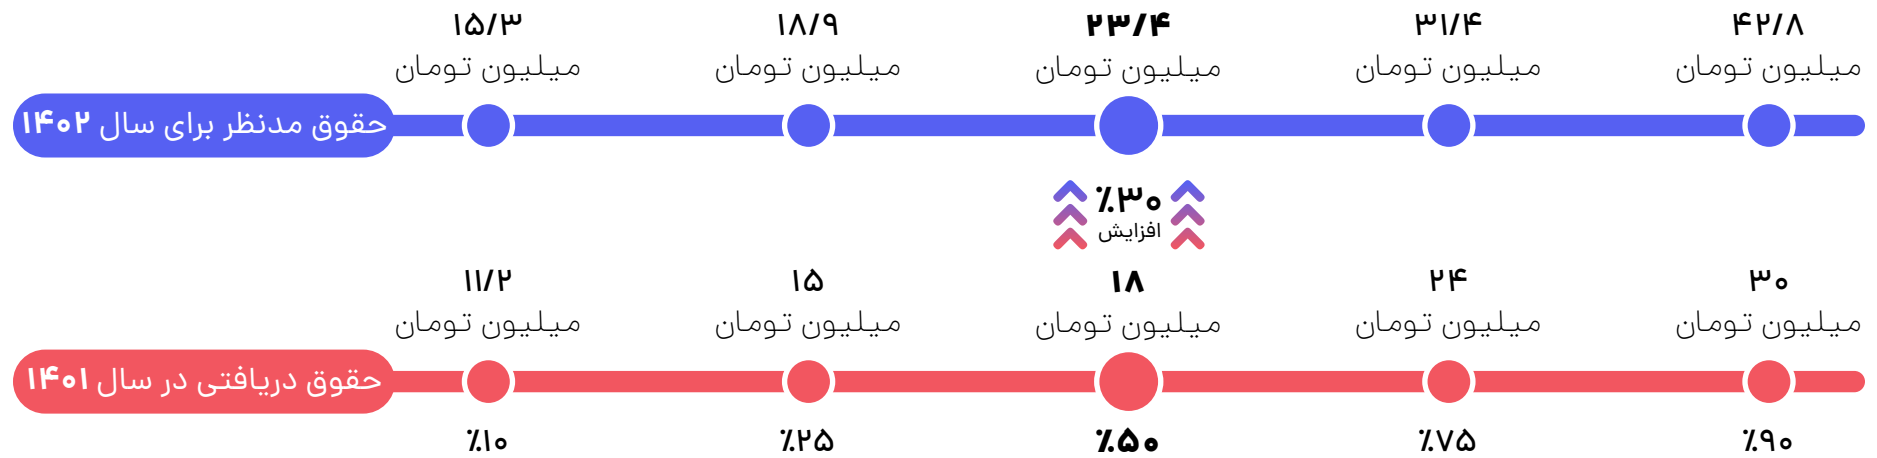 ۱۵/۳
میلیون تومان
۱۸/۹
میلیون تومان
۲۳/۴
میلیون تومان
۳۱/۴
میلیون تومان
۴۲/۸
میلیون تومان
حقوق مدنظر برای سال ۱۴۰۲
٪۳۰
افزایش
۱۱/۲
میلیون تومان
۱۵
میلیون تومان
۱۸
میلیون تومان
۲۴
میلیون تومان
۳۰
میلیون تومان
حقوق دریافتی در سال ۱۴۰۱
٪۱۰
٪۲۵
٪۵۰
٪۷۵
٪۹۰